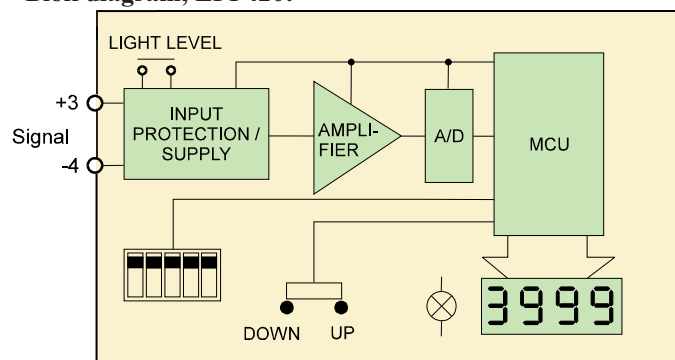 LIGHT LEVEL
+3
INPUT
PROTECTION /
SUPPLY
AMPLI-
FIER
A/D
MCU
Signal
-4
DOWN UP
3999